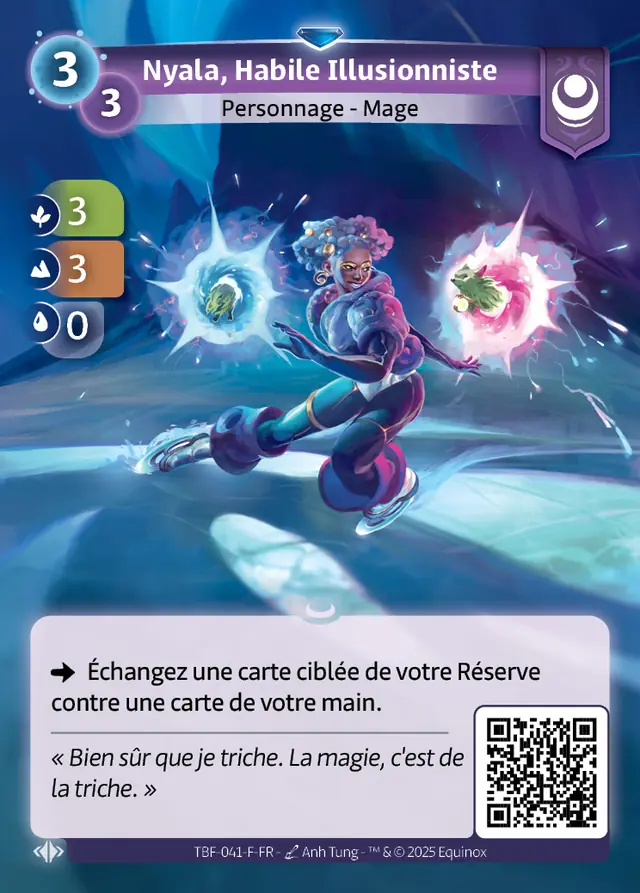 3
Nyala, Habile Illusionniste
3
Personnage - Mage
3
3
0
Échangez une carte ciblée de votre Réserve
contre une carte de votre main.
« Bien sûr que je triche. La magie, c'est de
la triche. »
TBF-041-F-FR - Anh Tung - ™ & © 2025 Equinox